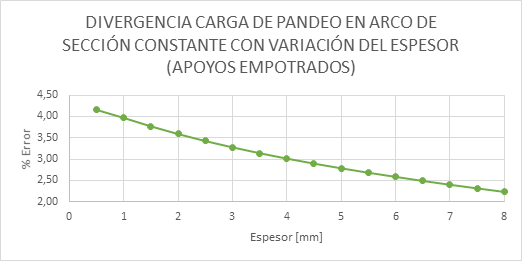 DIVERGENCIA CARGA DE PANDEO EN ARCO DE
SECCIÓN CONSTANTE CON VARIACIÓN DEL ESPESOR
(APOYOS EMPOTRADOS)
4,50
4,00
3,50
3,00
2,50
2,00
% Error
0 1 2 3 4 5 6 7 8
Espesor [mm]